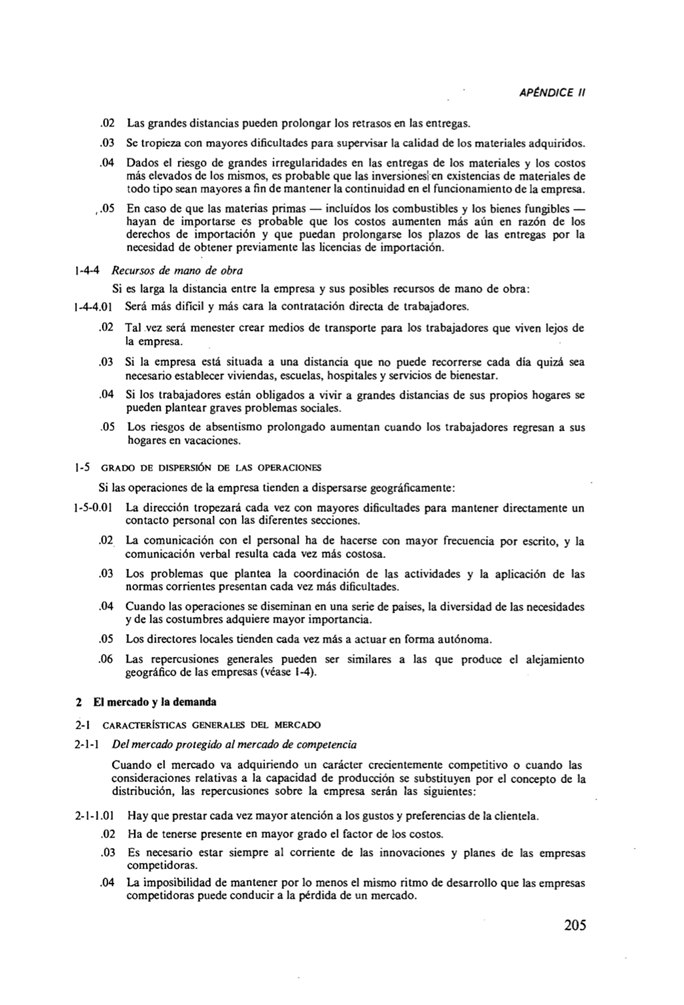 APÉNDICE II
.02 Las grandes distancias pueden prolongar los retrasos en las entregas.
.03 Se tropieza con mayores dificultades para supervisar la calidad de los materiales adquiridos.
.04 Dados el riesgo de grandes irregularidades en las entregas de los materiales y los costos
más elevados de los mismos, es probable que las inversiones en existencias de materiales de
todo tipo sean mayores a fin de mantener la continuidad en el funcionamiento de la empresa.
.05 En caso de que las materias primas — incluídos los combustibles y los bienes fungibles —
hayan de importarse es probable que los costos aumenten más aún en razón de los
derechos de importación y que puedan prolongarse los plazos de las entregas por la
necesidad de obtener previamente las licencias de importación.
1-4-4 Recursos de mano de obra
Si es larga la distancia entre la empresa y sus posibles recursos de mano de obra:
1-4-4.01 Será más difícil y más cara la contratación directa de trabajadores.
.02 Tal vez será menester crear medios de transporte para los trabajadores que viven lejos de
la empresa.
.03 Si la empresa está situada a una distancia que no puede recorrerse cada día quizá sea
necesario establecer viviendas, escuelas, hospitales y servicios de bienestar.
.04 Si los trabajadores están obligados a vivir a grandes distancias de sus propios hogares se
pueden plantear graves problemas sociales.
.05 Los riesgos de absentismo prolongado aumentan cuando los trabajadores regresan a sus
hogares en vacaciones.
1-5 GRADO DE DISPERSIÓN DE LAS OPERACIONES
Si las operaciones de la empresa tienden a dispersarse geográficamente:
1-5-0.01 La dirección tropezará cada vez con mayores dificultades para mantener directamente un
contacto personal con las diferentes secciones.
.02 La comunicación con el personal ha de hacerse con mayor frecuencia por escrito, y la
comunicación verbal resulta cada vez más costosa.
.03 Los problemas que plantea la coordinación de las actividades y la aplicación de las
normas corrientes presentan cada vez más dificultades.
.04 Cuando las operaciones se diseminan en una serie de países, la diversidad de las necesidades
y de las costumbres adquiere mayor importancia.
.05 Los directores locales tienden cada vez más a actuar en forma autónoma.
.06 Las repercusiones generales pueden ser similares a las que produce el alejamiento
geográfico de las empresas (véase 1-4).
2 El mercado y la demanda
2-1 CARACTERÍSTICAS GENERALES DEL MERCADO
2-1-1 Del mercado protegido al mercado de competencia
Cuando el mercado va adquiriendo un carácter crecientemente competitivo o cuando las
consideraciones relativas a la capacidad de producción se substituyen por el concepto de la
distribución, las repercusiones sobre la empresa serán las siguientes:
2-1-1.01 Hay que prestar cada vez mayor atención a los gustos y preferencias de la clientela.
.02 Ha de tenerse presente en mayor grado el factor de los costos.
.03 Es necesario estar siempre al corriente de las innovaciones y planes de las empresas
competidoras.
.04 La imposibilidad de mantener por lo menos el mismo ritmo de desarrollo que las empresas
competidoras puede conducir a la pérdida de un mercado.
205